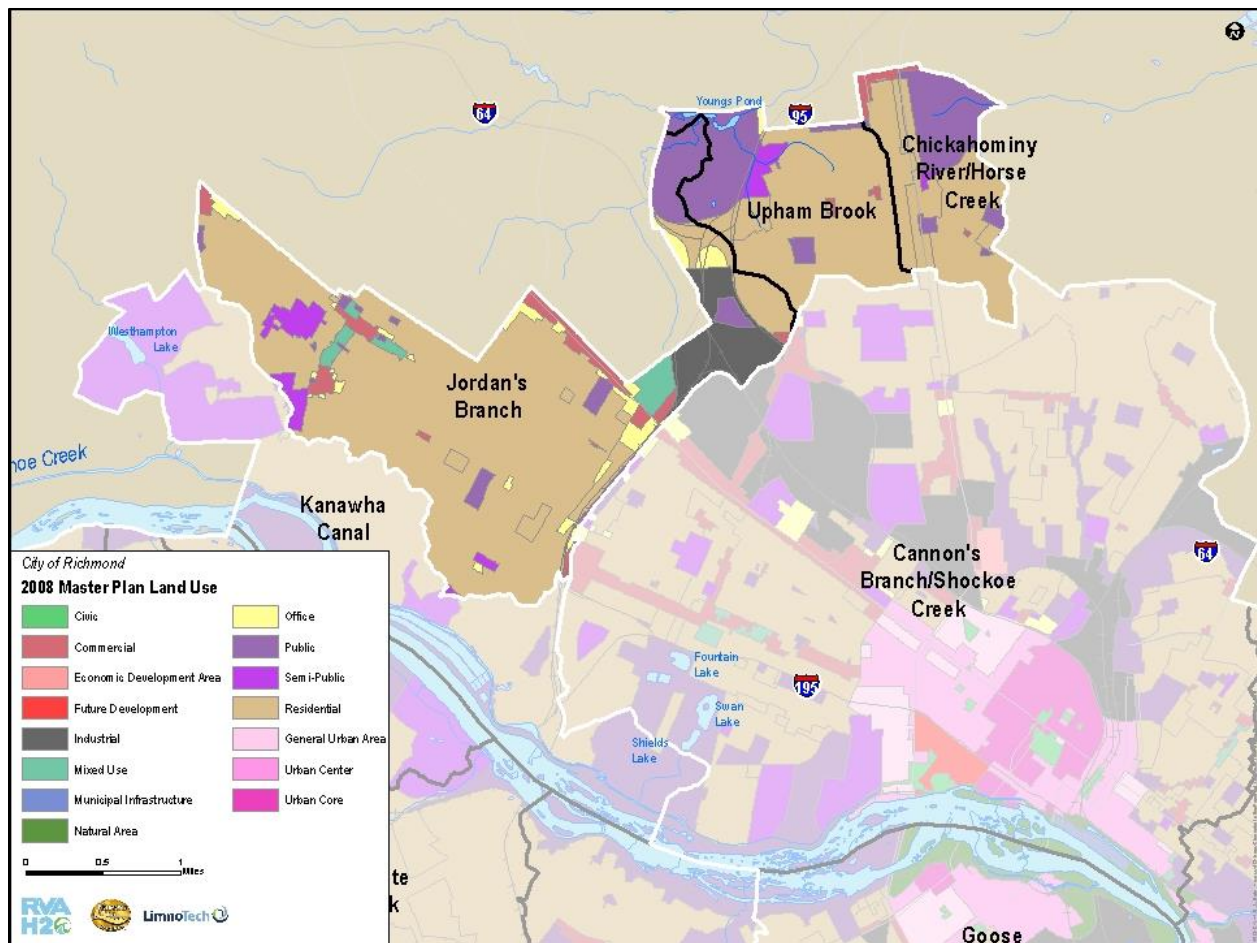 N
Youngs Pond
64
95
Chickahominy
River/Horse
Creek
Upham Brook
Westhampton
Lake
Jordan's
Branch
hoe Creek
Kanawha
Canal
Cannon's
Branch/Shockoe
Creek
64
Fountain
Lake
195
Swan
Lake
Shields
Lake
te
k
Goose
City of Richmond
2008 Master Plan Land Use
Civic
Commercial
Economic Development Area
Future Development
Industrial
Mixed Use
Municipal Infrastructure
Natural Area
Office
Public
Semi-Public
Residential
General Urban Area
Urban Center
Urban Core
0 0.5 1
Miles
RVA
H2O
LimnoTech